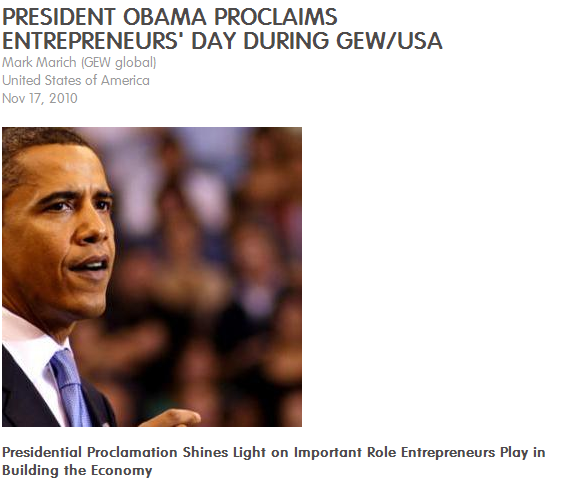 PRESIDENT OBAMA PROCLAIMS
ENTREPRENEURS' DAY DURING GEW/USA
Mark Marich (GEW global)
United States of America
Nov 17, 2010
Presidential Proclamation Shines Light on Important Role Entrepreneurs Play in
Building the Economy